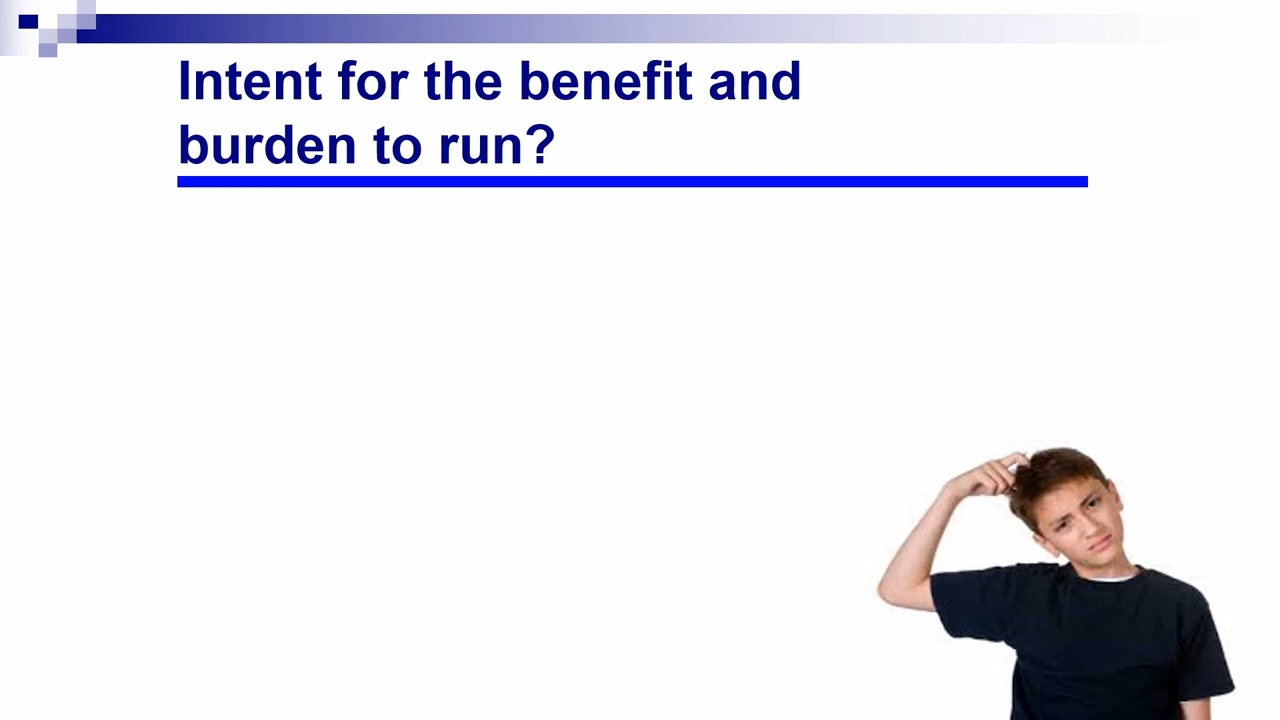 Intent for the benefit and
burden to run?